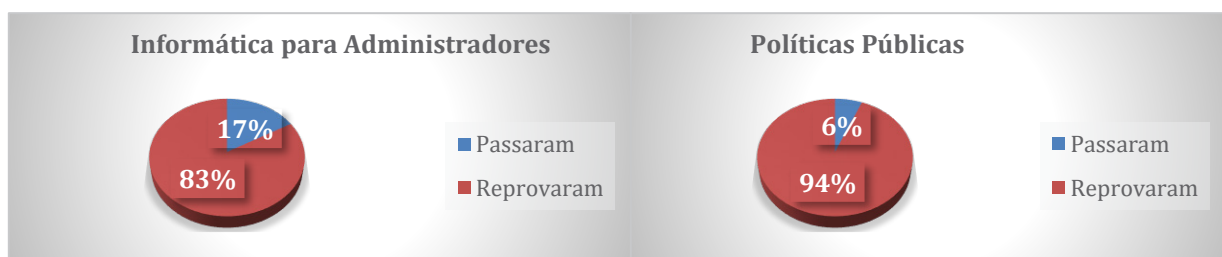 Informática para Administradores
17%
83%
Passaram
Reprovaram
Políticas Públicas
6%
94%
Passaram
Reprovaram